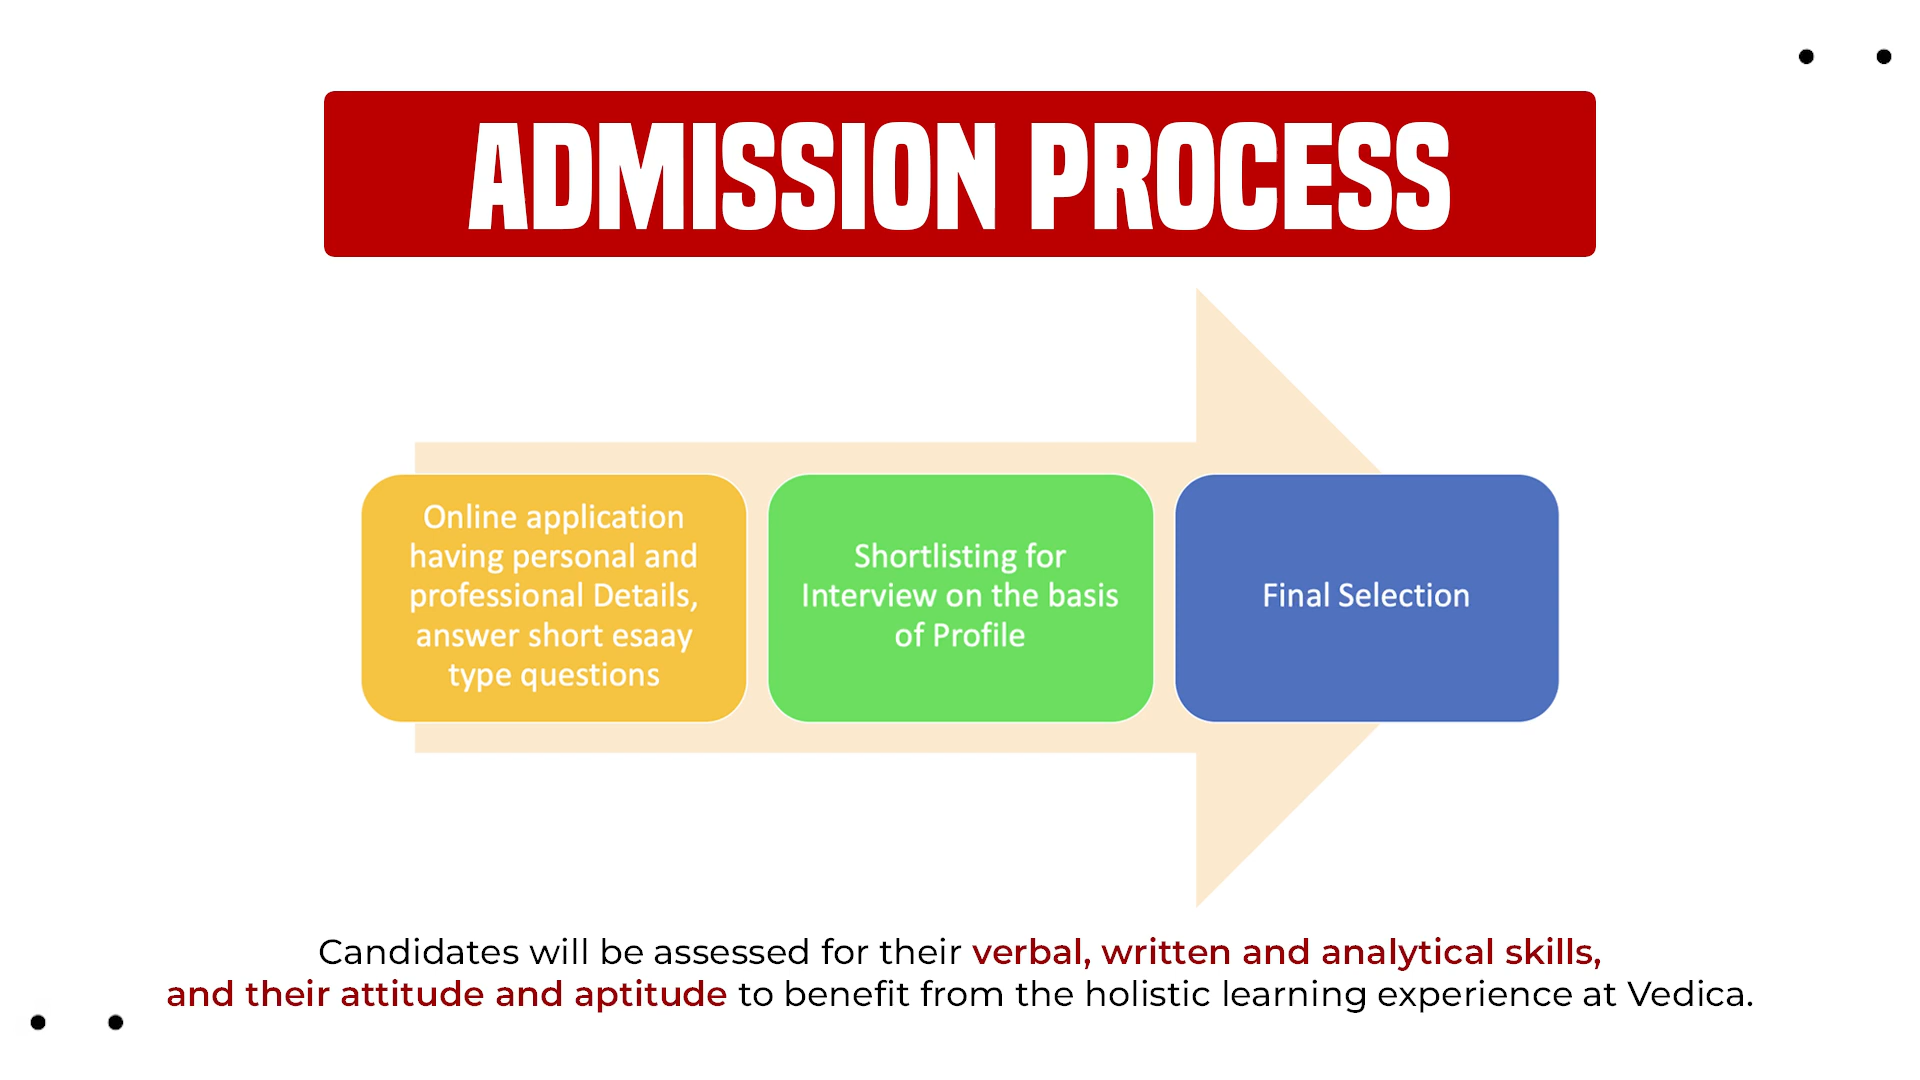 ADMISSION PROCESS
Online application
having personal and
professional Details,
answer short esaay
type questions
Shortlisting for
Interview on the basis
of Profile
Final Selection
Candidates will be assessed for their verbal, written and analytical skills,
and their attitude and aptitude to benefit from the holistic learning experience at Vedica.